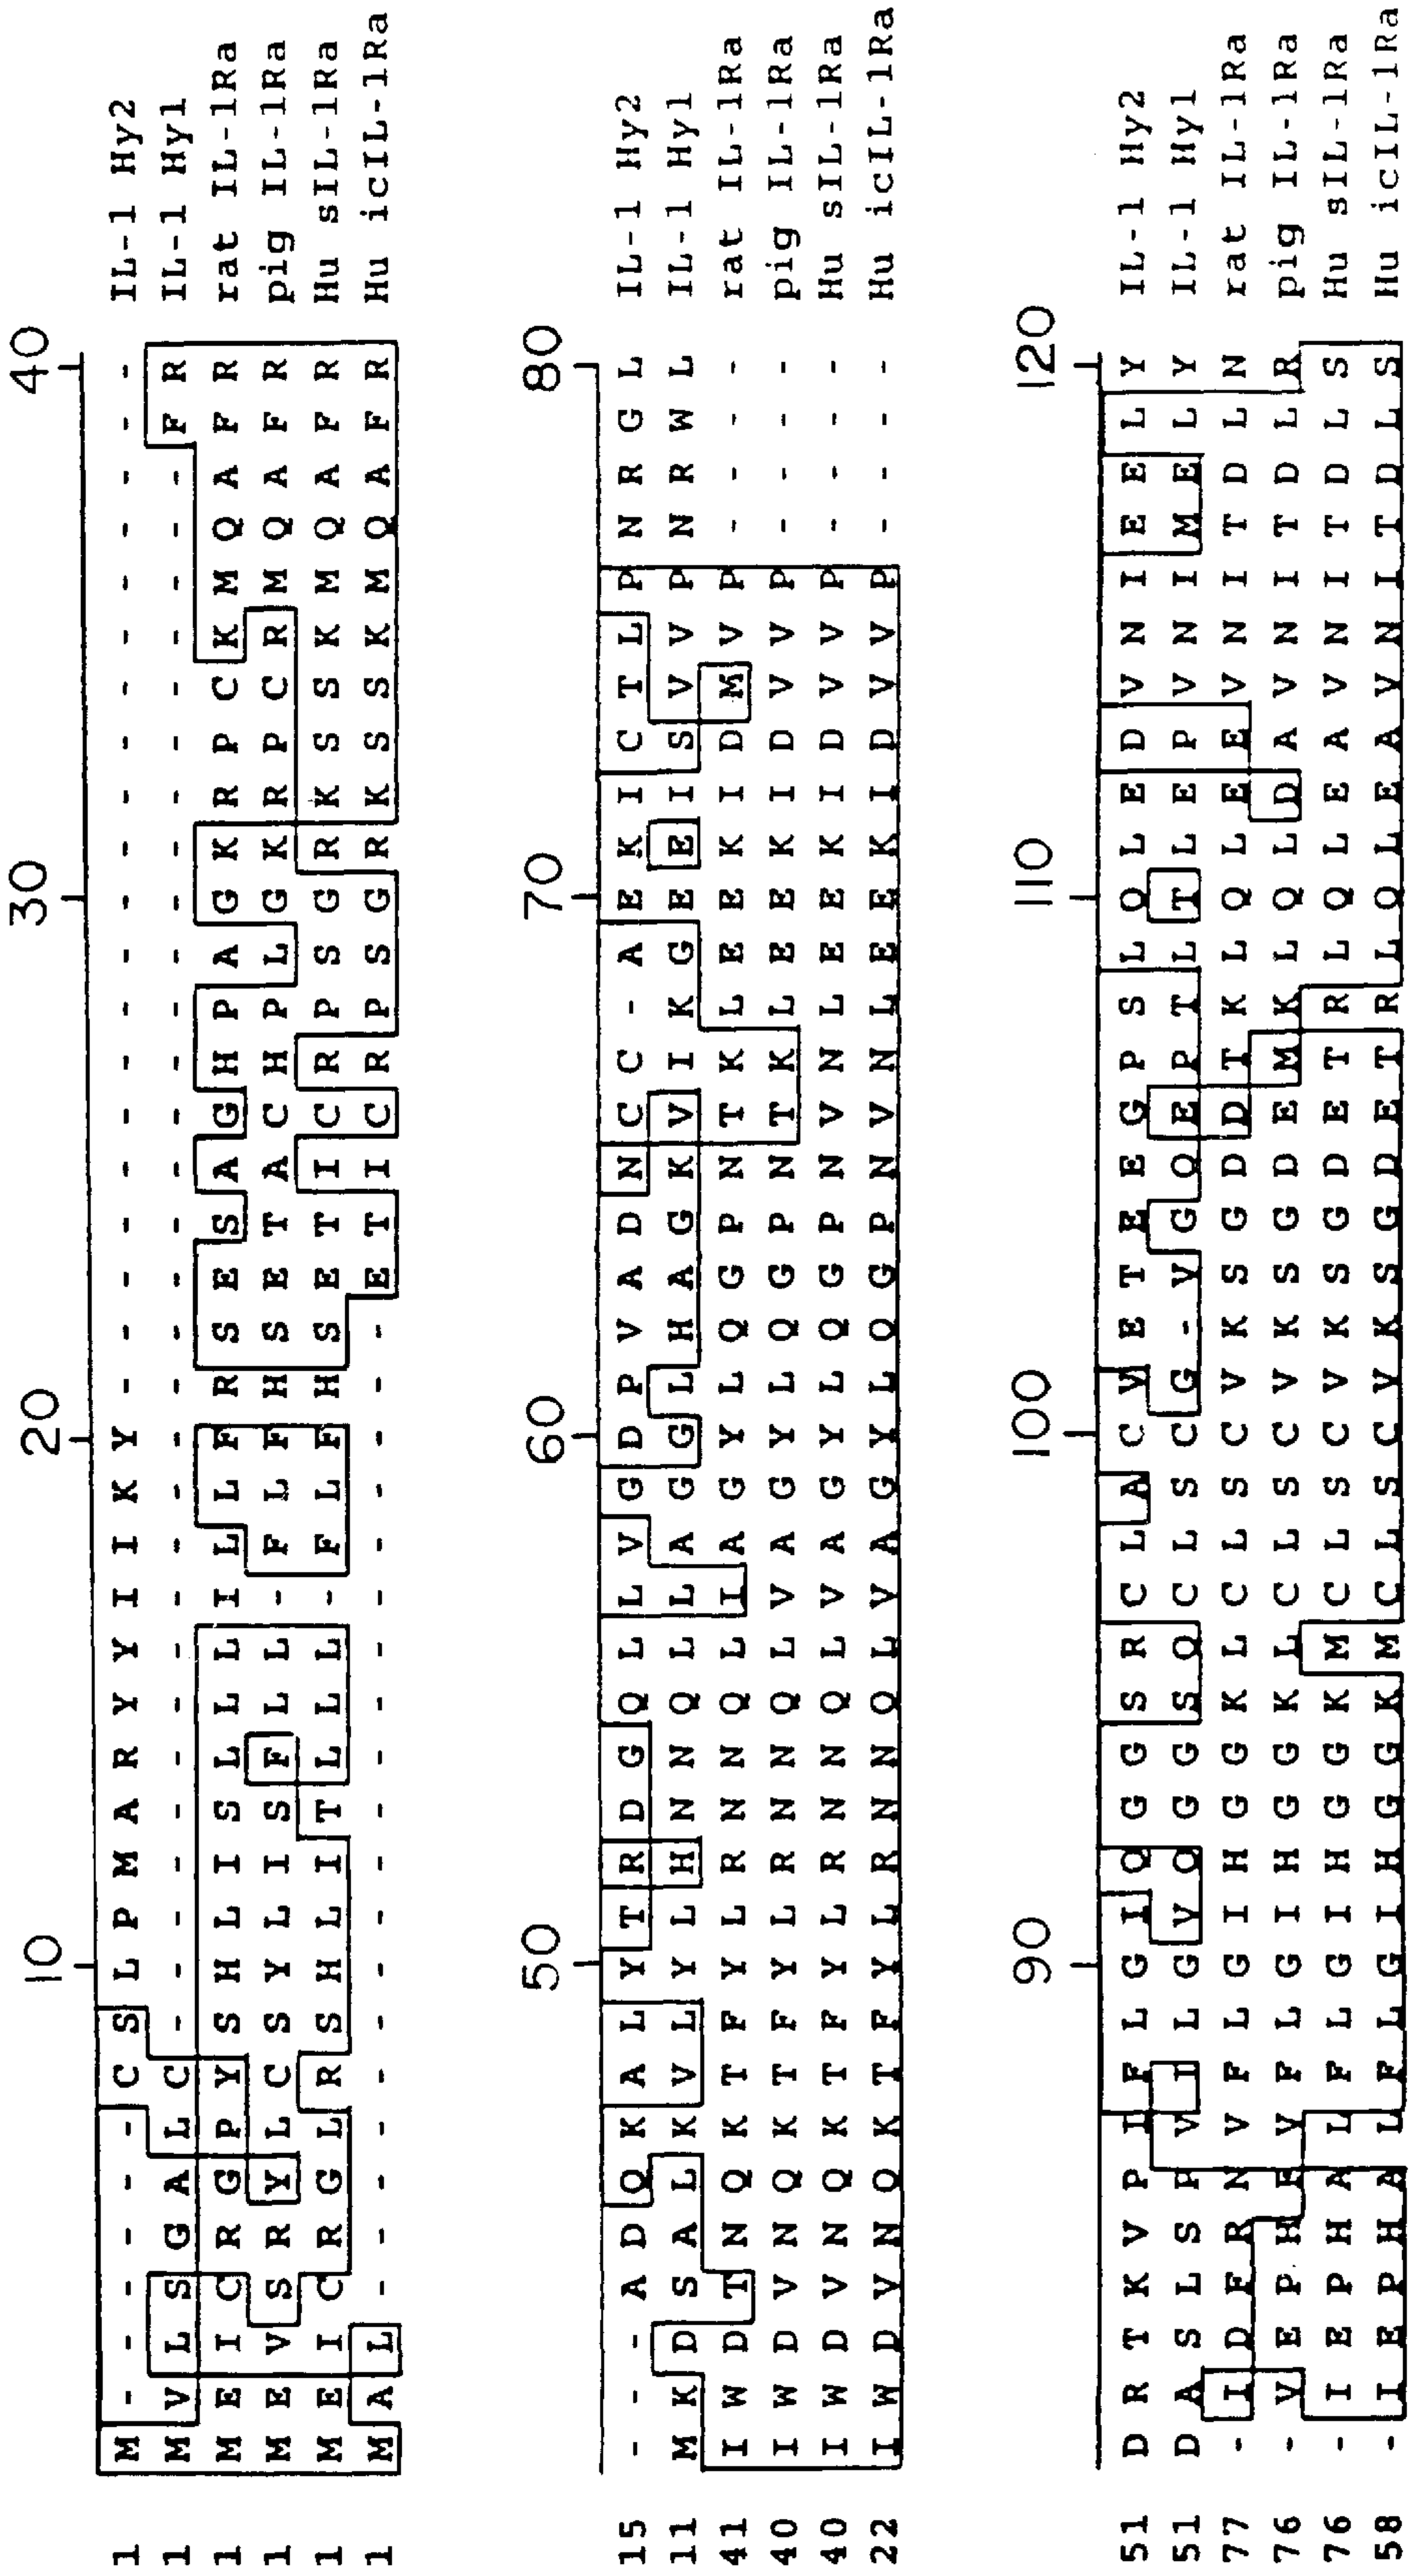 10 20 30 40
1 M - - - - - - C S L P M A R Y Y I I K Y - - - - - - - - - - - - - - - - - - - - IL-1 Hy2
1 M V L S G A L C - - - - - - - - - - - - - - - - - - - - - - - - - - - - - - F R IL-1 Hy1
1 M E I C R G P Y S H L I S L L L I L L F R S E S A G H P A G K R P C K M Q A F R rat IL-1Ra
1 M E V S R Y L C S Y L I S F L L - F L F H S E T A C H P L G K R P C R M Q A F R pig IL-1Ra
1 M E I C R G L R S H L I T L L L - F L F H S E T I C R P S G R K S S K M Q A F R Hu sIL-1Ra
1 M A L - - - - - - - - - - - - - - - - - - - E T I C R P S G R K S S K M Q A F R Hu icIL-1Ra
50 60 70 80
15 - - - A D Q K A L Y T R D G Q L L V G D P V A D N C C - A E K I C T L P N R G L IL-1 Hy2
11 M K D S A L K V L Y L H N N Q L L A G G L H A G K V I K G E E I S V V P N R W L IL-1 Hy1
41 I W D T N Q K T F Y L R N N Q L I A G Y L Q G P N T K L E E K I D M V P - - - - rat IL-1Ra
40 I W D V N Q K T F Y L R N N Q L V A G Y L Q G P N T K L E E K I D V V P - - - - pig IL-1Ra
40 I W D V N Q K T F Y L R N N Q L V A G Y L Q G P N V N L E E K I D V V P - - - - Hu sIL-1Ra
22 I W D V N Q K T F Y L R N N Q L V A G Y L Q G P N V N L E E K I D V V P - - - - Hu icIL-1Ra
90 100 110 120
51 D R T K V P I F L G I Q G G S R C L A C V E T E E G P S L Q L E D V N I E E L Y IL-1 Hy2
51 D A S L S P V I L G V Q G G S Q C L S C G - V G Q E P T L T L E P V N I M E L Y IL-1 Hy1
77 - I D F R N V F L G I H G G K L C L S C V K S G D D T K L Q L E E V N I T D L N rat IL-1Ra
76 - V E P H E V F L G I H G G K L C L S C V K S G D E M K L Q L D A V N I T D L R pig IL-1Ra
76 - I E P H A L F L G I H G G K M C L S C V K S G D E T R L Q L E A V N I T D L S Hu sIL-1Ra
58 - I E P H A L F L G I H G G K M C L S C V K S G D E T R L Q L E A V N I T D L S Hu icIL-1Ra